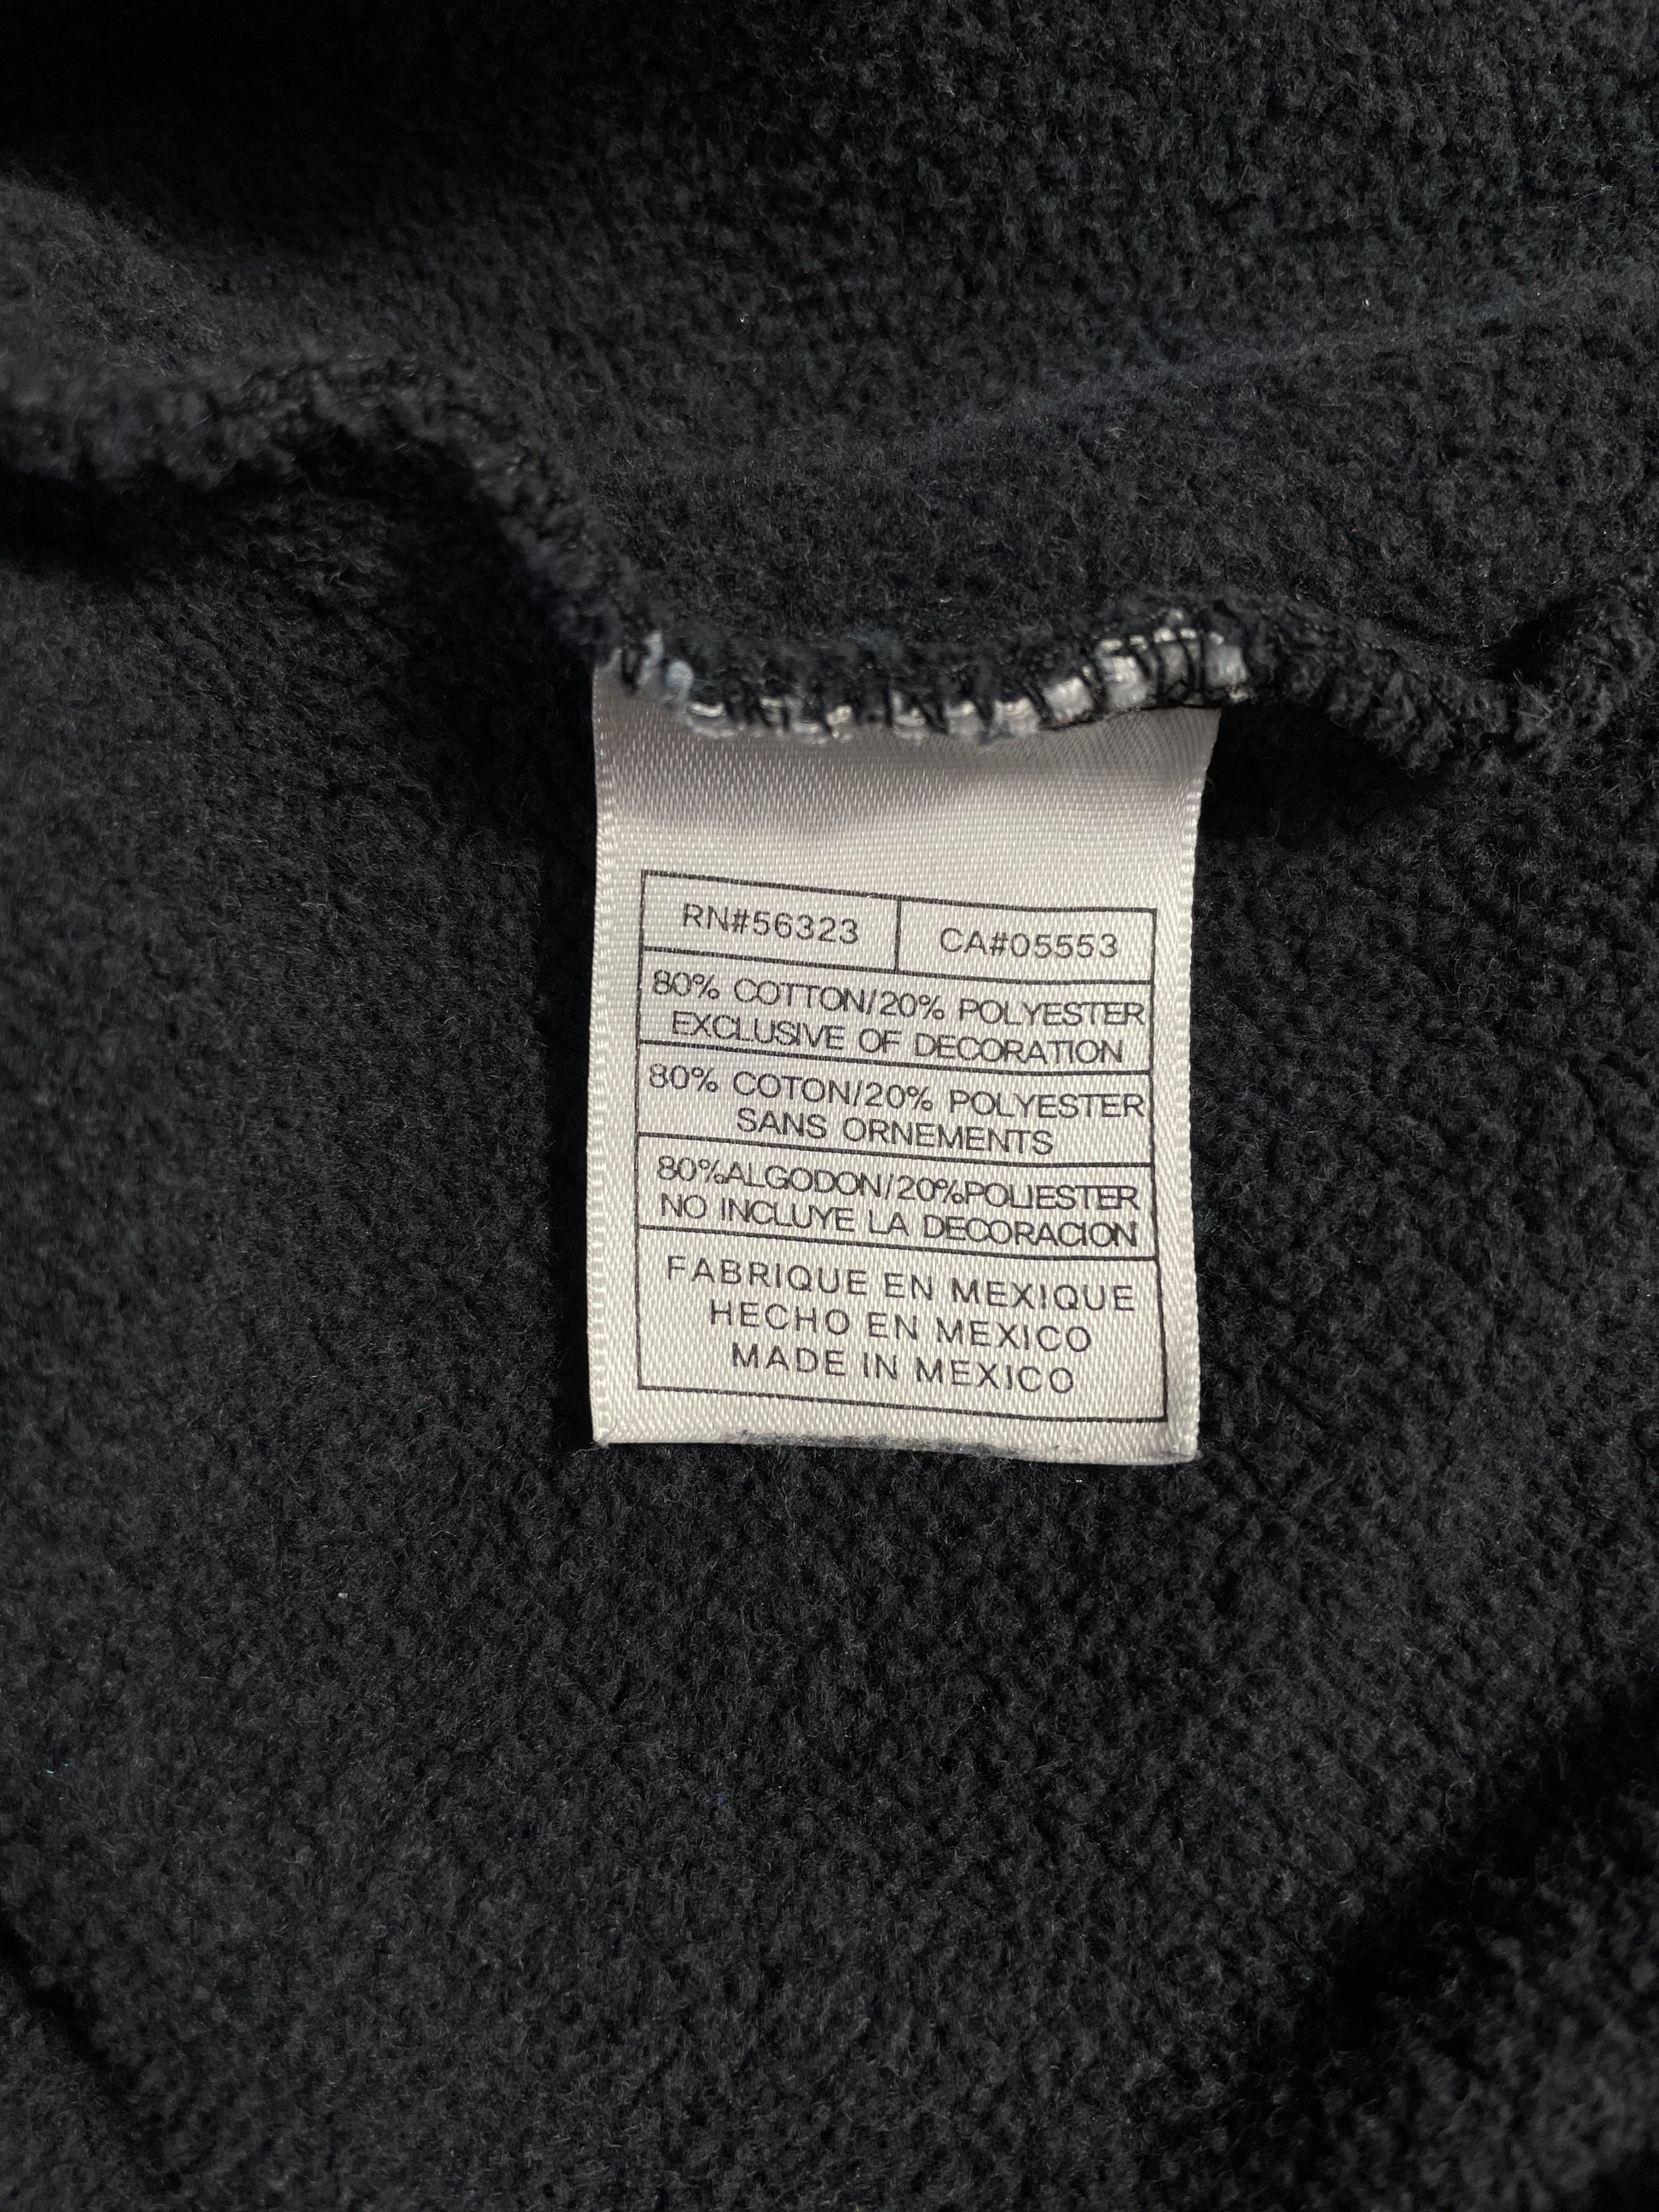 RN#56323 CA#05553
80% COTTON/20% POLYESTER
EXCLUSIVE OF DECORATION
80% COTON/20% POLYESTER
SANS ORNEMENTS
80%ALGODON/20%POLIESTER
NO INCLUYE LA DECORACION
FABRIQUE EN MEXIQUE
HECHO EN MEXICO
MADE IN MEXICO